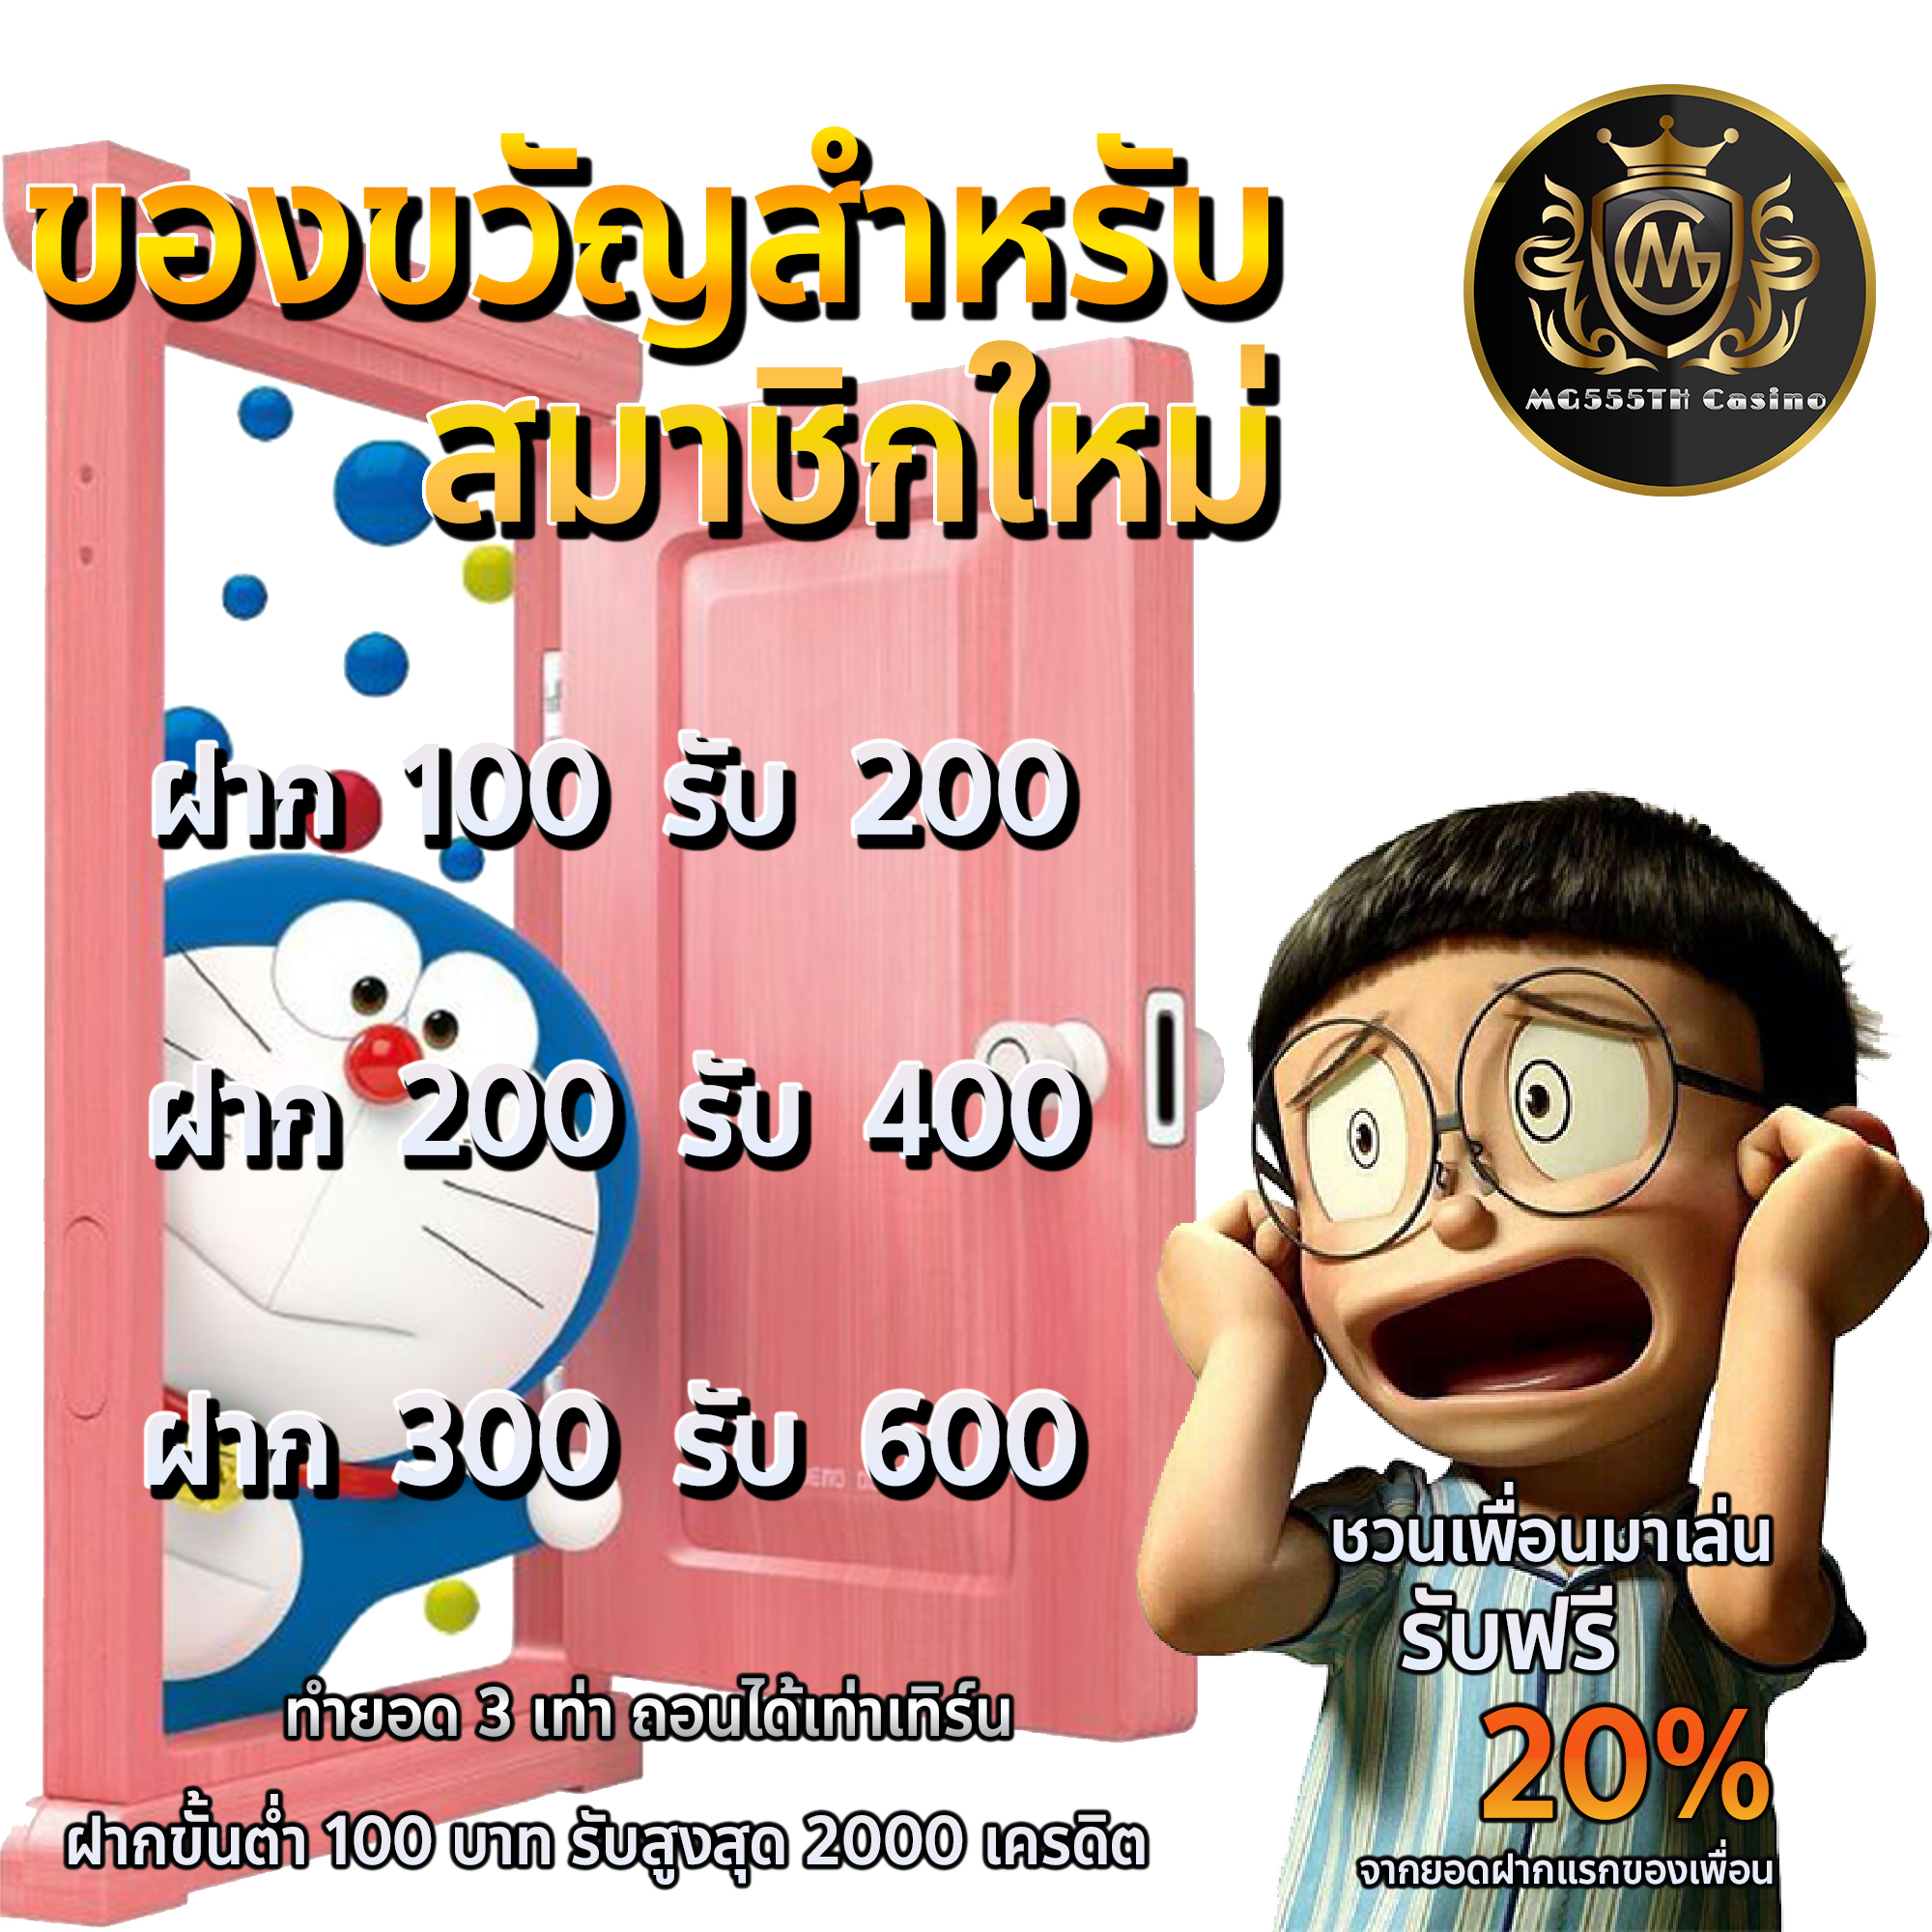 ของขวัญสำหรับ
สมาชิกใหม่
MG
MG555TH Casino
ฝาก 100 รับ 200
ฝาก 200 รับ 400
ฝาก 300 รับ 600
ทำยอด 3 เท่า ถอนได้เท่าเทิร์น
ฝากขั้นต่ำ 100 บาท รับสูงสุด 2000 เครดิต
ชวนเพื่อนมาเล่น
รับฟรี
20%
จากยอดฝากแรกของเพื่อน